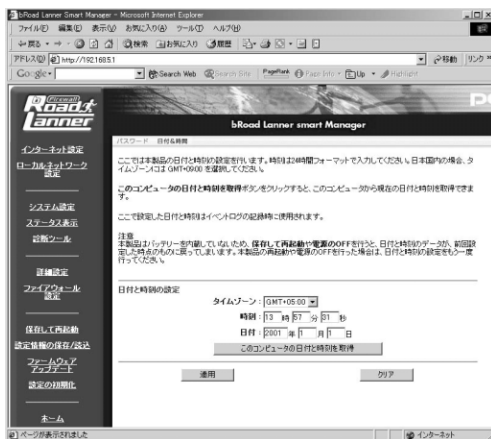 bRoad Lanner Smart Manager - Microsoft Internet Explorer
ファイル(F) 編集(E) 表示(V) お気に入り(A) ツール(T) ヘルプ(H)
戻る 検索 お気に入り 履歴
アドレス(D) http://192.168.5.1 移動 リンク
Google Search Web Search Site PageRank Page Info Up Highlight
Firewall
Road
Lanner
bRoad Lanner smart Manager
パスワード 日付&時刻
インターネット設定
ローカルネットワーク
設定
システム設定
ステータス表示
診断ツール
詳細設定
ファイアウォール
設定
保存して再起動
設定情報の保存/読込
ファームウェア
アップデート
設定の初期化
ホーム
ここでは本製品の日付と時刻の設定を行います。時刻は24時間フォーマットで入力してください。日本国内の場合、タ
イムゾーンは GMT+09:00 を選択してください。
このコンピュータの日付と時刻を取得ボタンをクリックすると、このコンピュータから現在の日付と時刻を取得できま
す。
ここで設定した日付と時刻はイベントログの記録時に使用されます。
注意
本製品はバッテリーを内蔵していないため、保存して再起動や電源のOFFを行うと、日付と時刻のデータが、前回設
定した時点のものに戻ってしまいます。本製品の再起動や電源のOFFを行った場合は、日付と時刻の設定をもう一度
行ってください。
日付と時刻の設定
タイムゾーン : GMT+05:00
時刻 : 13 時 57 分 31 秒
日付 : 2001 年 1 月 1 日
このコンピュータの日付と時刻を取得
適用 クリア
ページが表示されました インターネット